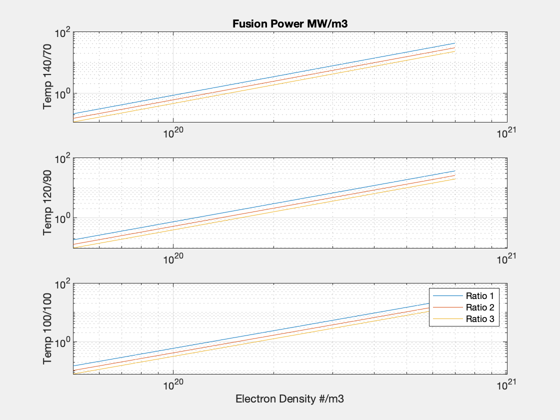 Fusion Power MW/m3
Temp 140/70
10^2
10^0
10^20
10^21
Temp 120/90
10^2
10^0
10^20
10^21
Temp 100/100
10^2
10^0
Ratio 1
Ratio 2
Ratio 3
10^20
10^21
Electron Density #/m3